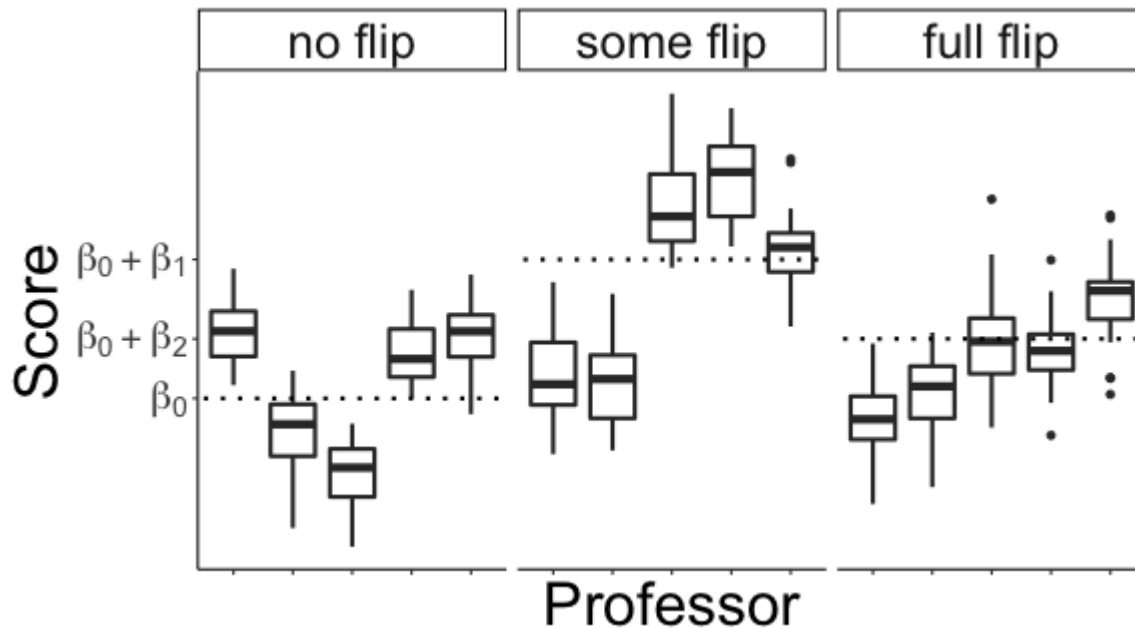 no flip
some flip
full flip
Score
β₀ + β₁
β₀ + β₂
β₀
Professor